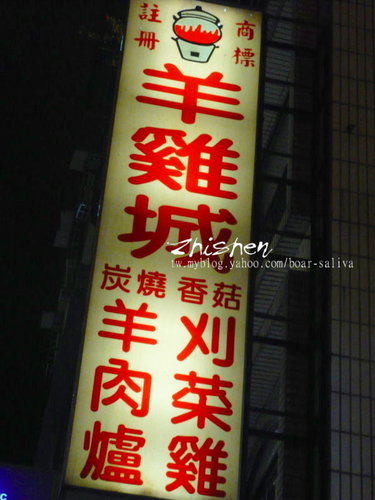 註冊
商標
羊雞城
Zhishen
tw.myblog.yahoo.com/boar-saliva
炭燒
羊肉爐
香菇
刈菜雞
c